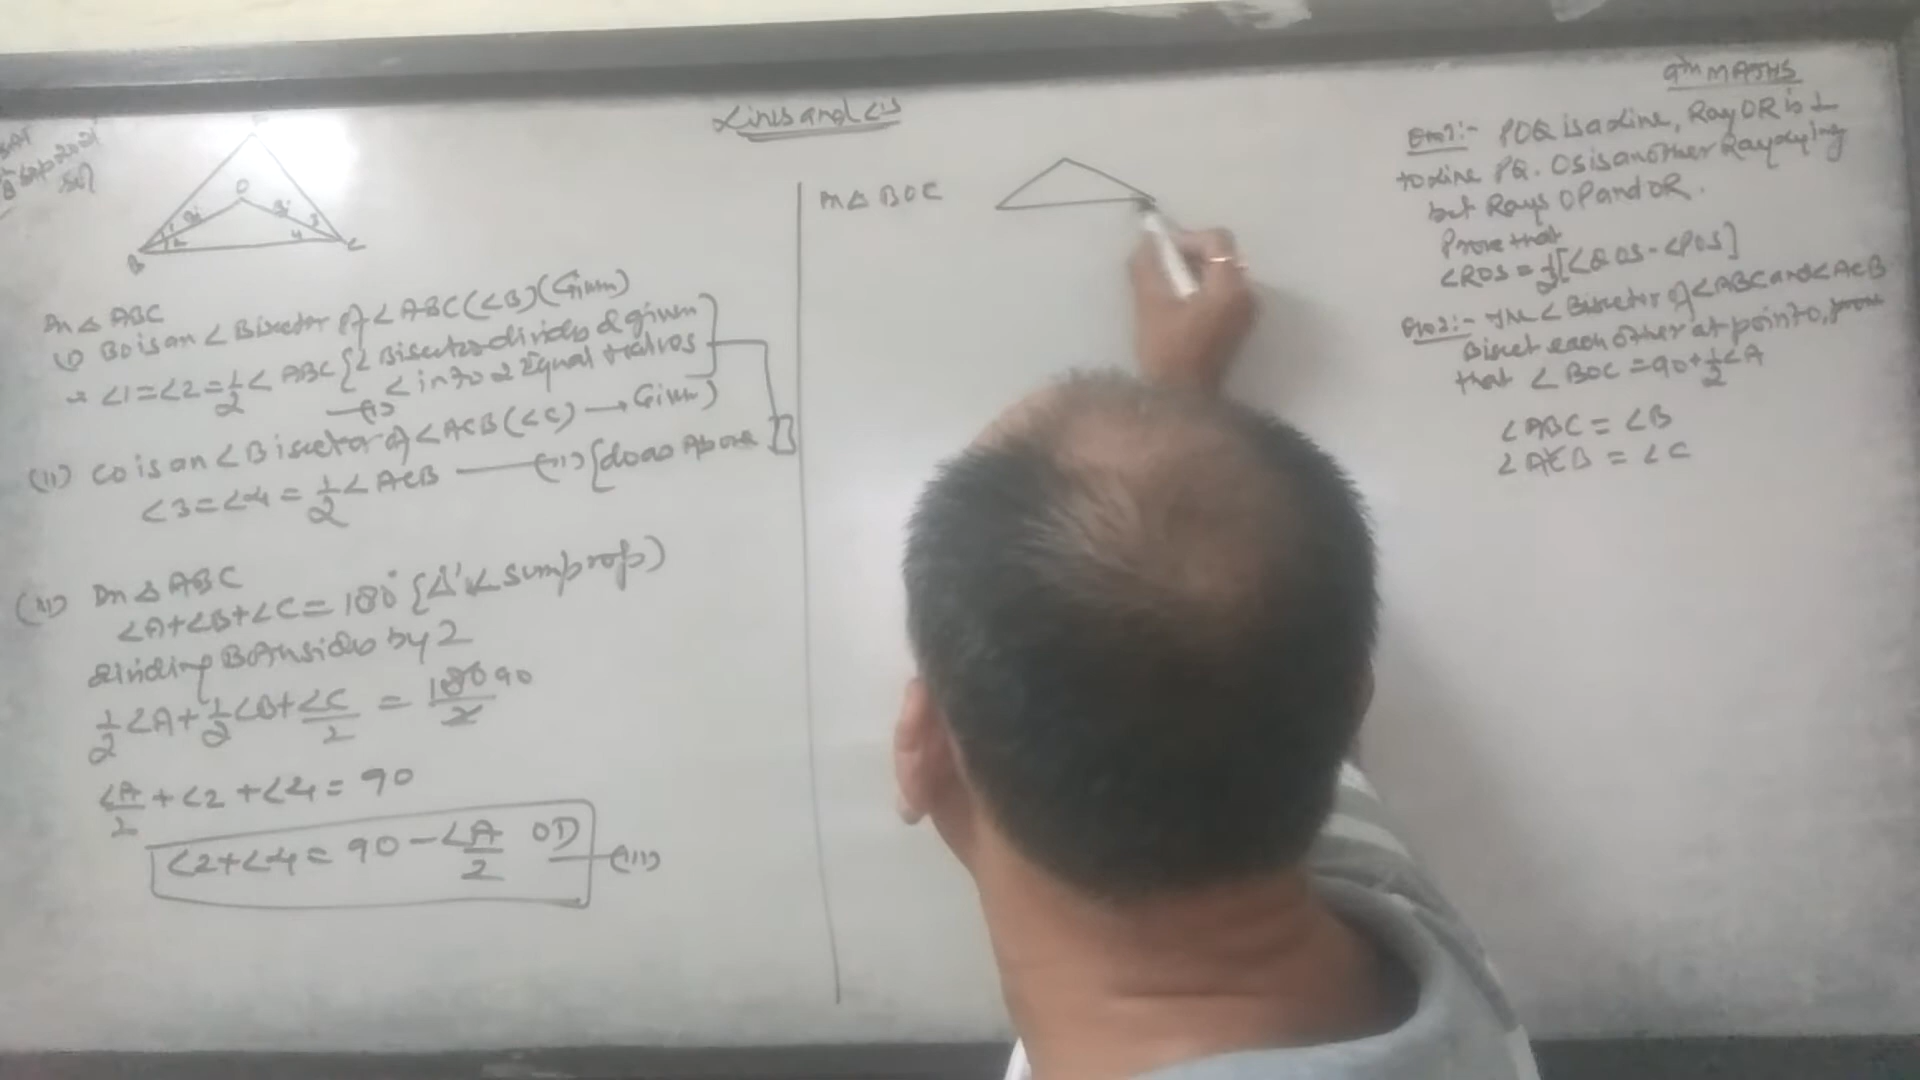 Lines and ∠'s
9th MATHS
A
O
1
2
3
4
B
C
In △ ABC
(i) BO is an ∠ Bisector of ∠ABC (∠B) (Given)
∴ ∠1 = ∠2 = 1/2 ∠ ABC { ∠ Bisector divides a given
∠ into 2 Equal halves
—(i)
(ii) CO is an ∠ Bisector of ∠ACB (∠C) → Given)
∠3 = ∠4 = 1/2 ∠ ACB —(ii) {do as Above
In △ ABC
∠A + ∠B + ∠C = 180° {△'s ∠ sum prop)
dividing Both sides by 2
1/2 ∠A + 1/2 ∠B + ∠C/2 = 180/2 90
∠A/2 + ∠2 + ∠4 = 90
∠2 + ∠4 = 90 - ∠A/2 —(iii)
In △ BOC
POQ is a line, Ray OR is ⊥
to line PQ. OS is another Ray lying
bet Rays OP and OR.
Prove that
∠ROS = 1/2 [∠QOS - ∠POS]
The ∠ Bisector of ∠ABC and ∠ACB
Bisect each other at point O, prove
that ∠ BOC = 90 + 1/2 ∠A
∠ABC = ∠B
∠ACB = ∠C